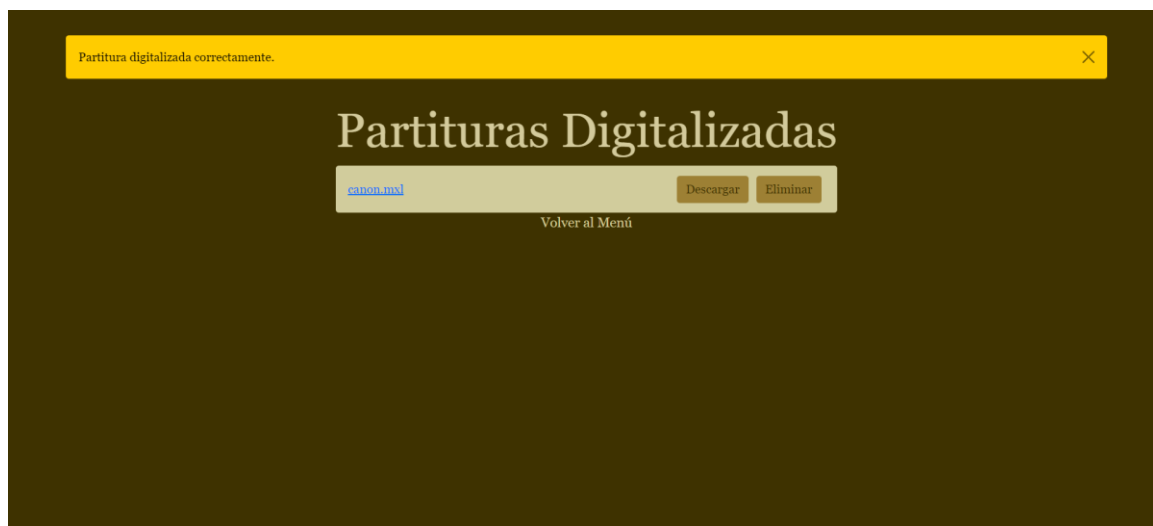 Partitura digitalizada correctamente.
Partituras Digitalizadas
canon.mxl Descargar Eliminar
Volver al Menú